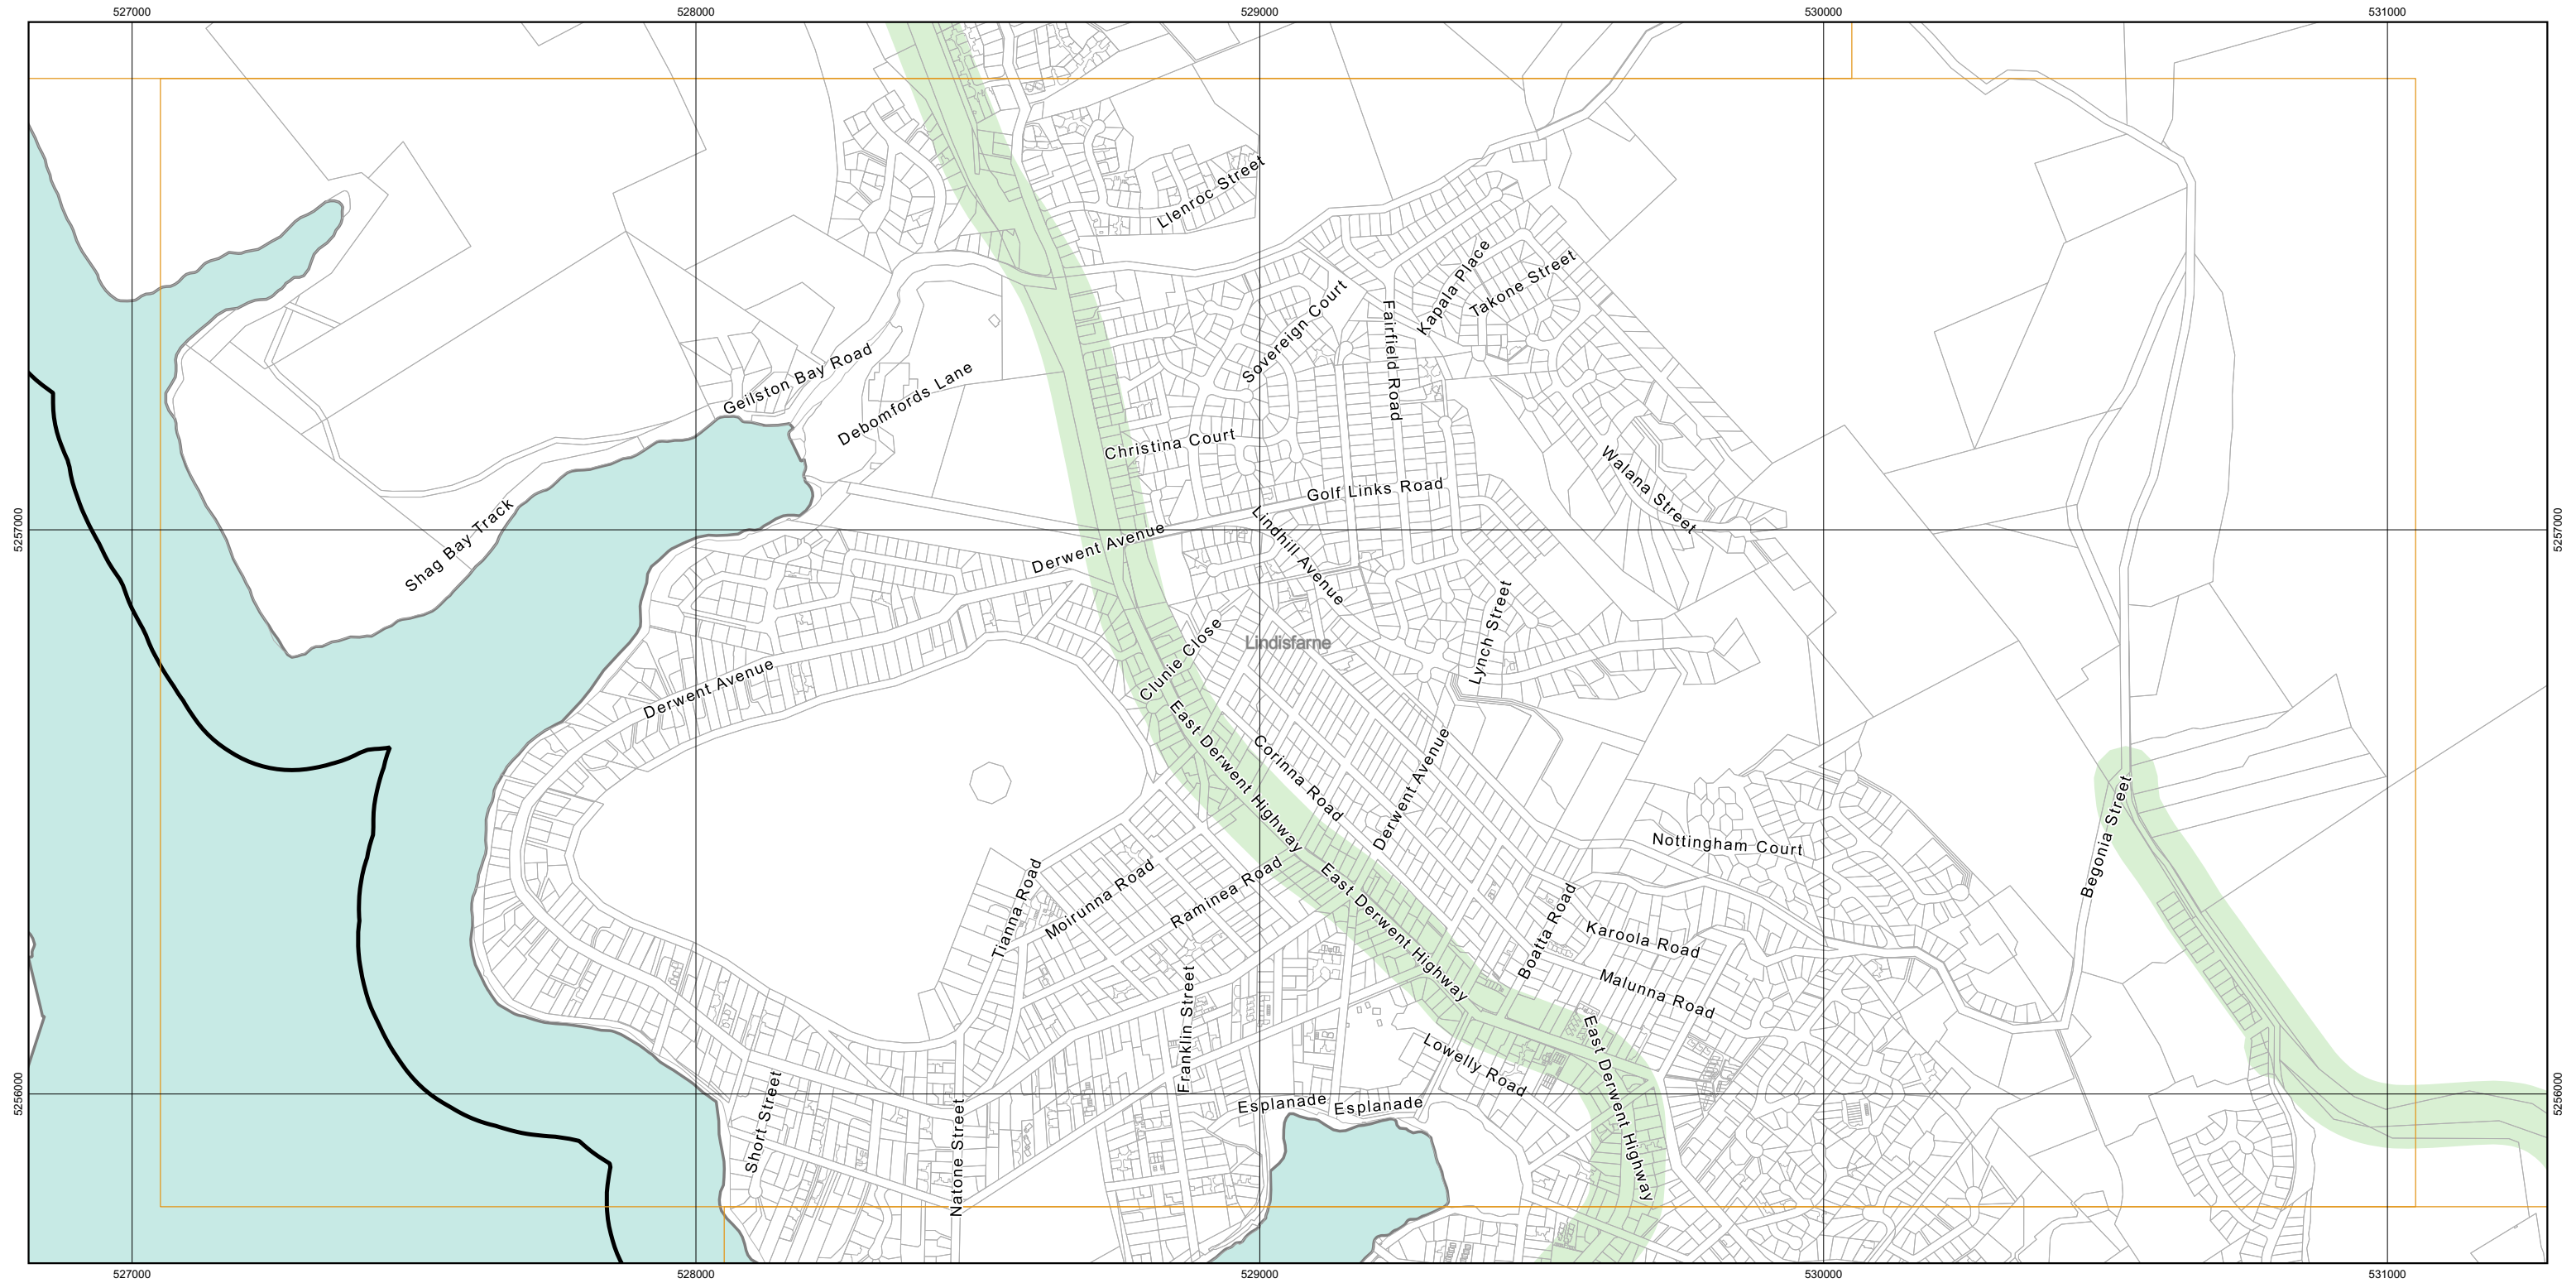 527000
528000
529000
530000
531000
Llenroc Street
Kapala Place
Takone Street
Sovereign Court
Fairfield Road
Geilston Bay Road
Debomfords Lane
Christina Court
Golf Links Road
Walana Street
Shag Bay Track
5257000
5257000
Derwent Avenue
Lindhill Avenue
Lynch Street
Clunie Close
Lindisfarne
Derwent Avenue
East Derwent Highway
Corinna Road
Derwent Avenue
Nottingham Court
Begonia Street
Tianna Road
Moirunna Road
Raminea Road
East Derwent Highway
Boatta Road
Karoola Road
Malunna Road
Franklin Street
Lowelly Road
East Derwent Highway
5256000
5256000
Short Street
Natone Street
Esplanade
Esplanade
527000
528000
529000
530000
531000